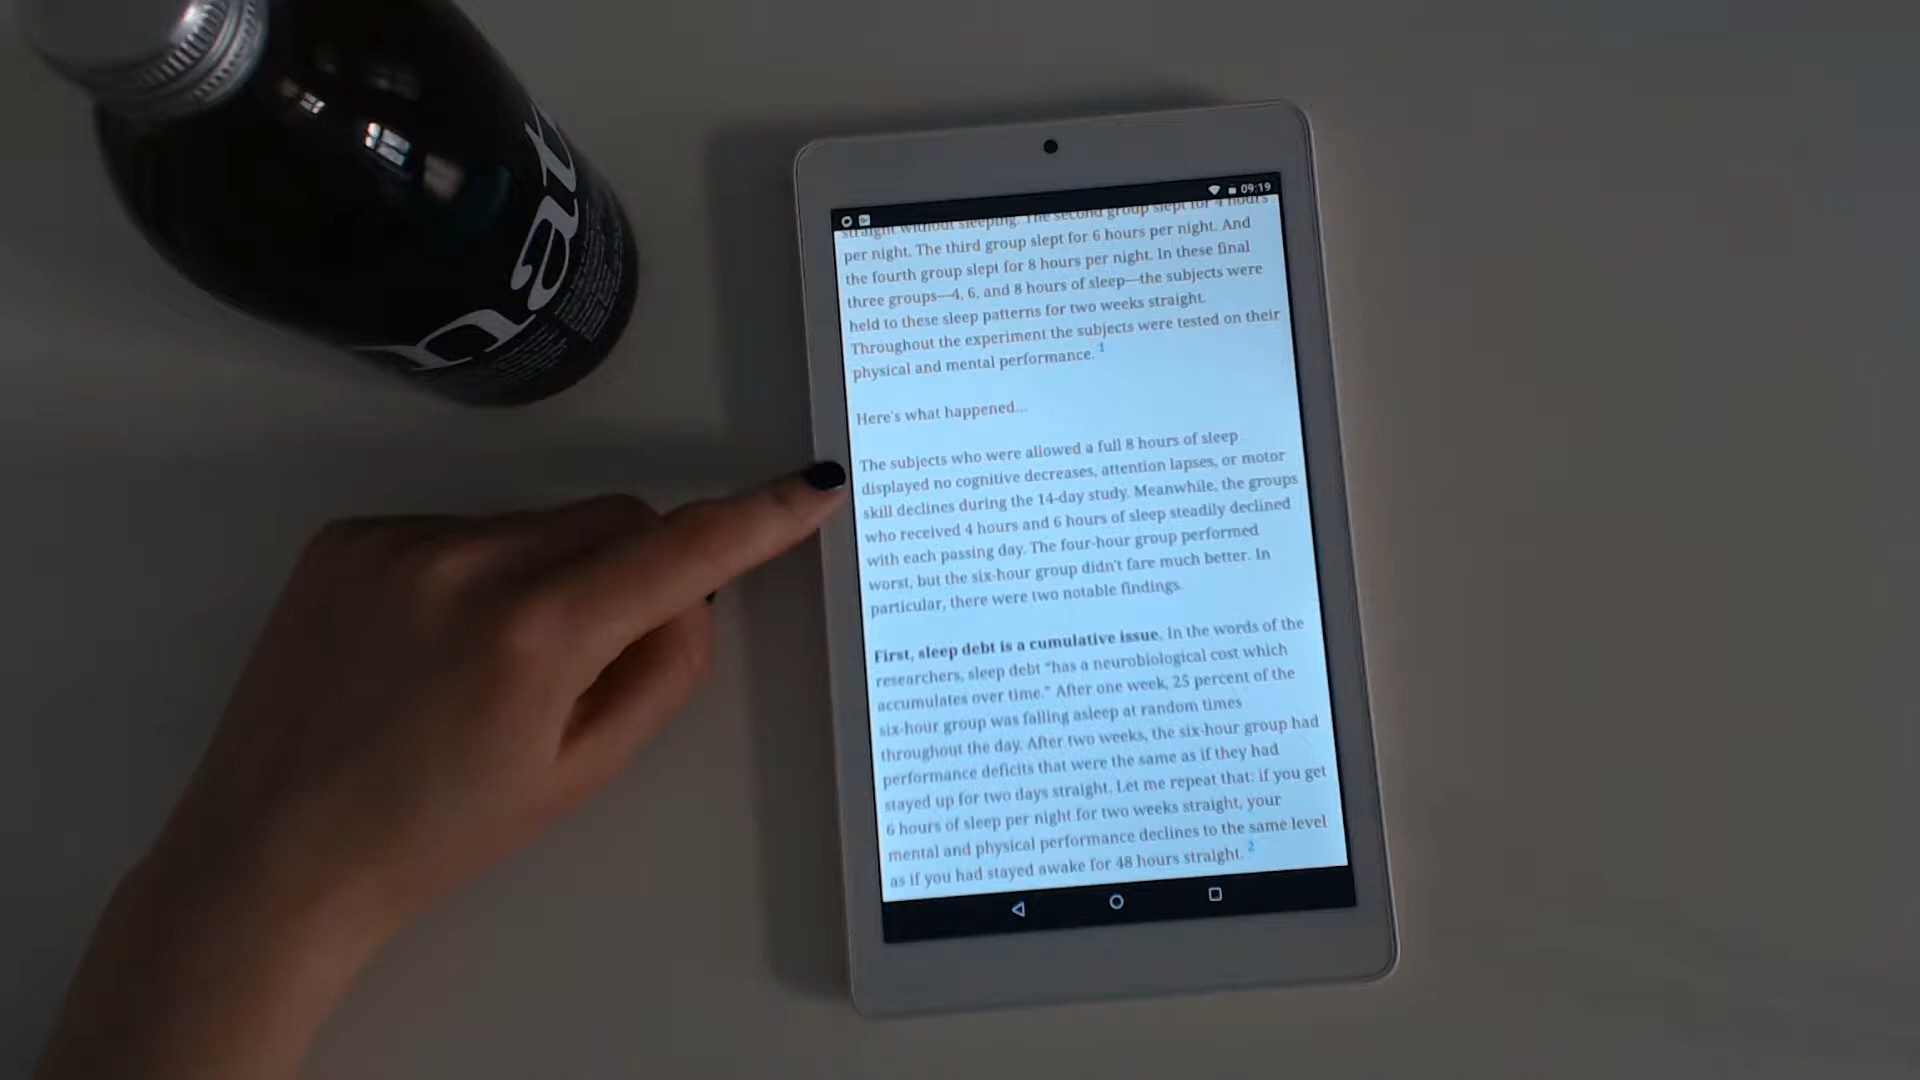 09:19
straight without sleeping. The second group slept for 4 hours
per night. The third group slept for 6 hours per night. And
the fourth group slept for 8 hours per night. In these final
three groups—4, 6, and 8 hours of sleep—the subjects were
held to these sleep patterns for two weeks straight.
Throughout the experiment the subjects were tested on their
physical and mental performance. 1
Here's what happened...
The subjects who were allowed a full 8 hours of sleep
displayed no cognitive decreases, attention lapses, or motor
skill declines during the 14-day study. Meanwhile, the groups
who received 4 hours and 6 hours of sleep steadily declined
with each passing day. The four-hour group performed
worst, but the six-hour group didn't fare much better. In
particular, there were two notable findings.
First, sleep debt is a cumulative issue. In the words of the
researchers, sleep debt "has a neurobiological cost which
accumulates over time." After one week, 25 percent of the
six-hour group was falling asleep at random times
throughout the day. After two weeks, the six-hour group had
performance deficits that were the same as if they had
stayed up for two days straight. Let me repeat that: if you get
6 hours of sleep per night for two weeks straight, your
mental and physical performance declines to the same level
as if you had stayed awake for 48 hours straight. 2